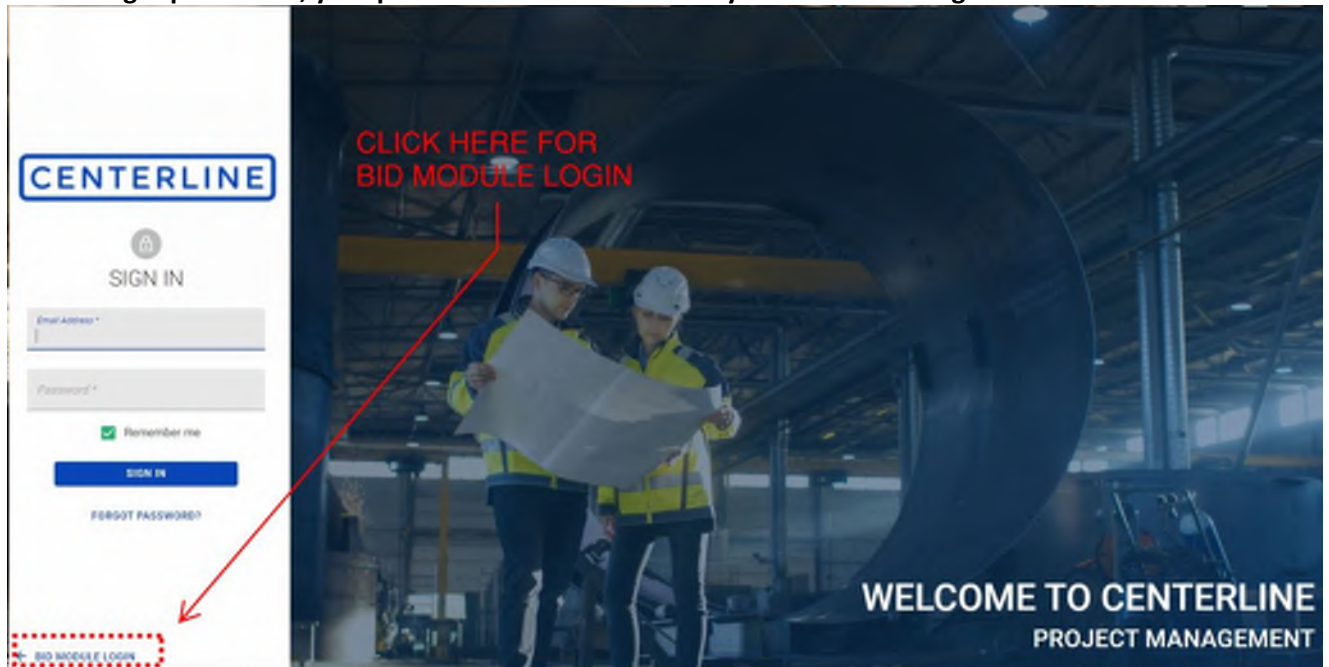 CENTERLINE
SIGN IN
Email Address *
Password *
Remember me
SIGN IN
FORGOT PASSWORD?
BID MODULE LOGIN
CLICK HERE FOR
BID MODULE LOGIN
WELCOME TO CENTERLINE
PROJECT MANAGEMENT